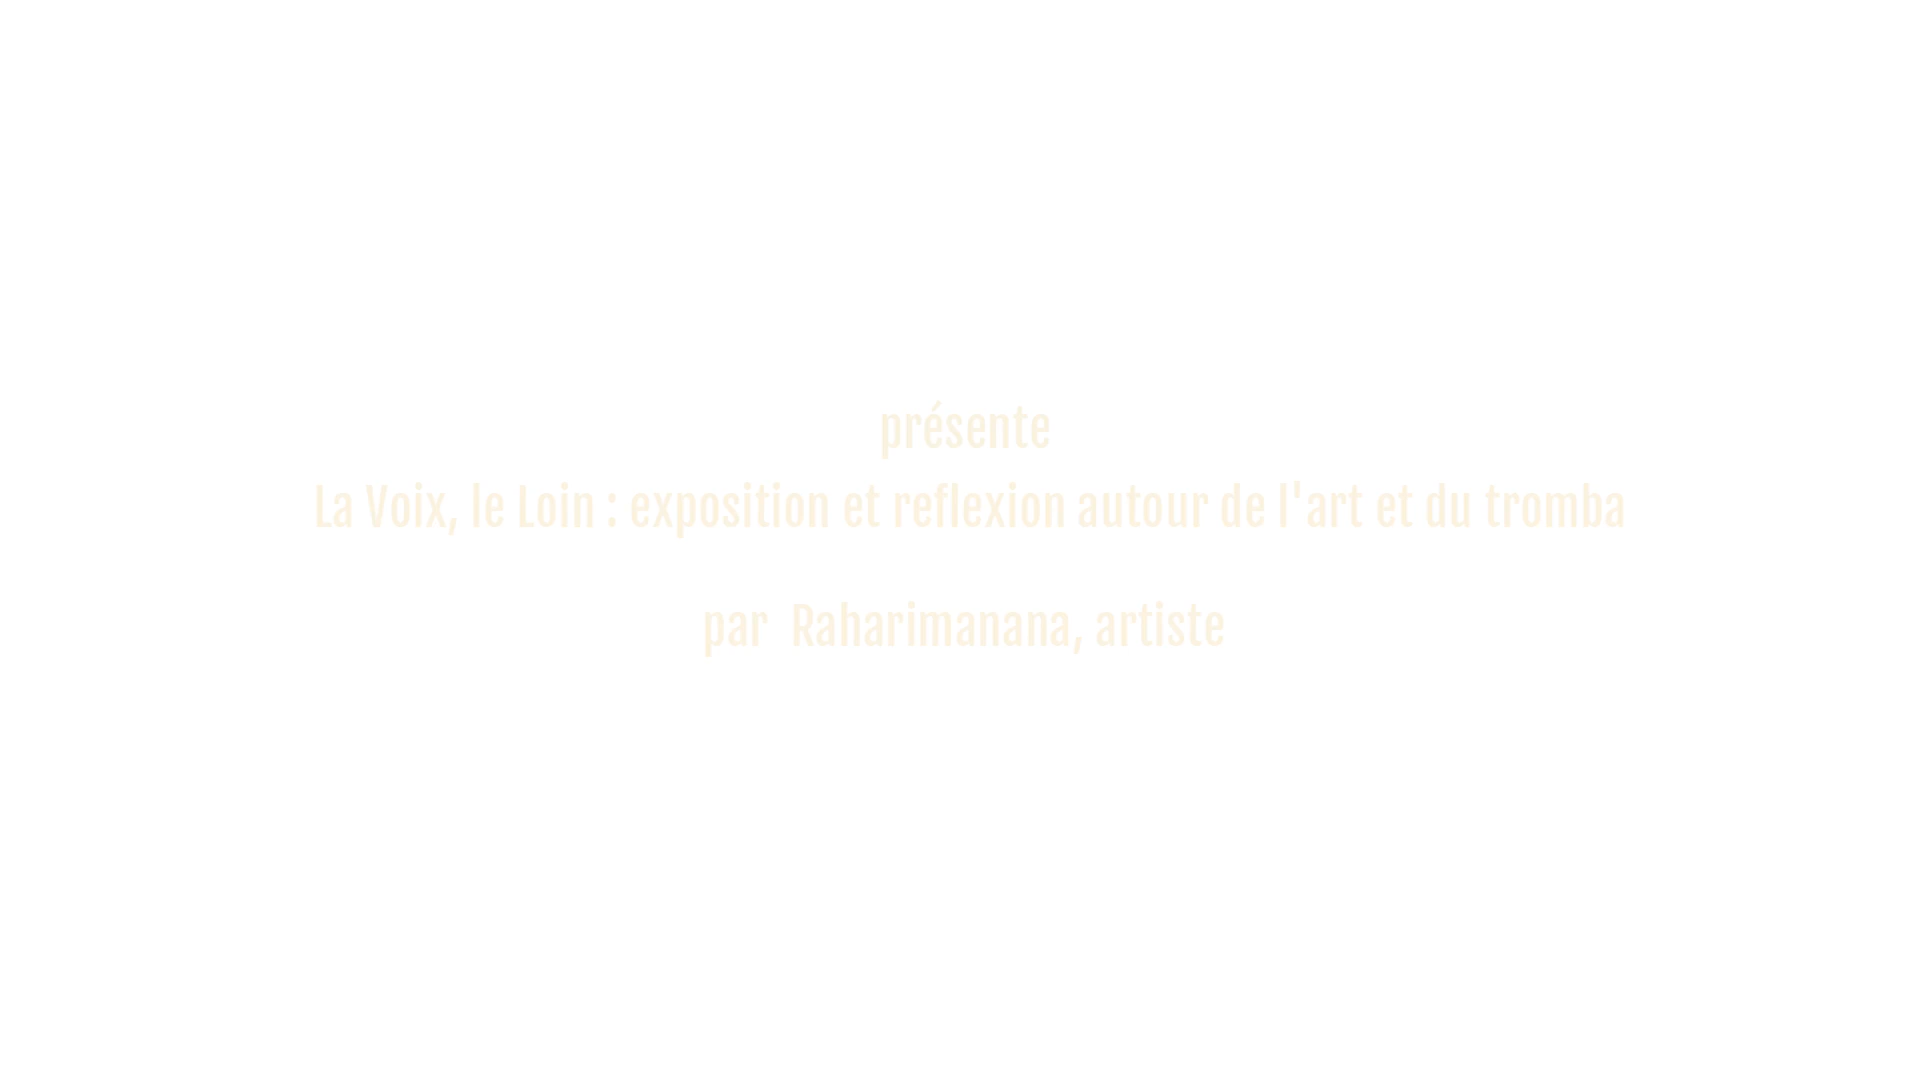 présente
La Voix, le Loin : exposition et reflexion autour de l'art et du tromba
par  Raharimanana, artiste